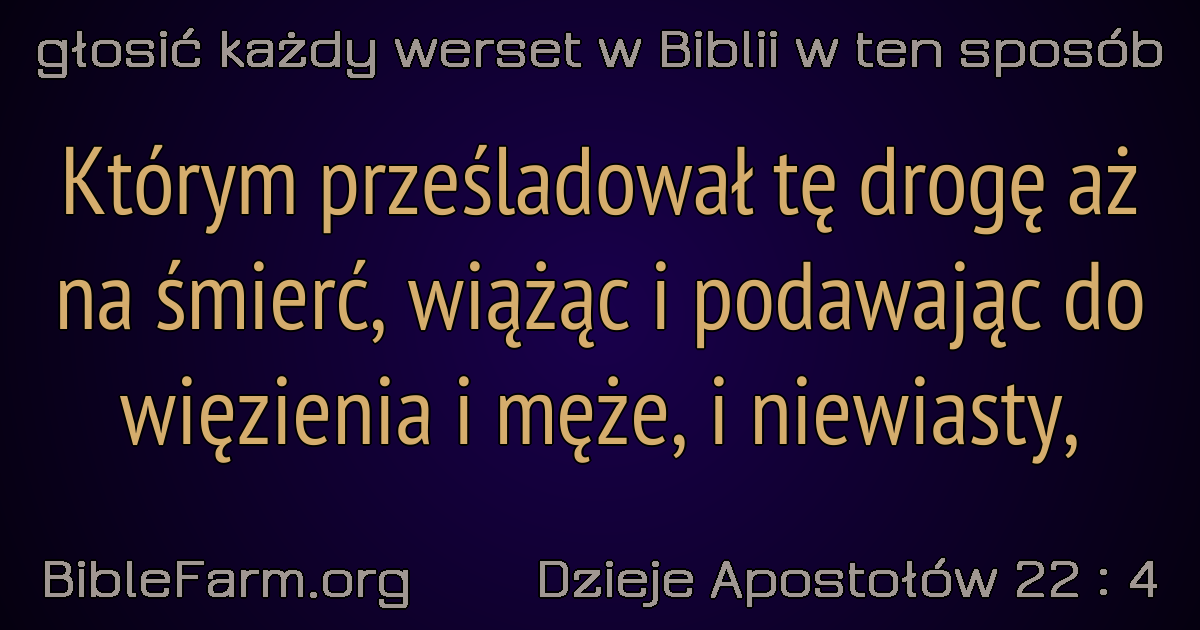 głosić każdy werset w Biblii w ten sposób
Którym prześladował tę drogę aż
na śmierć, wiążąc i podawając do
więzienia i męże, i niewiasty,
BibleFarm.org
Dzieje Apostołów 22 : 4